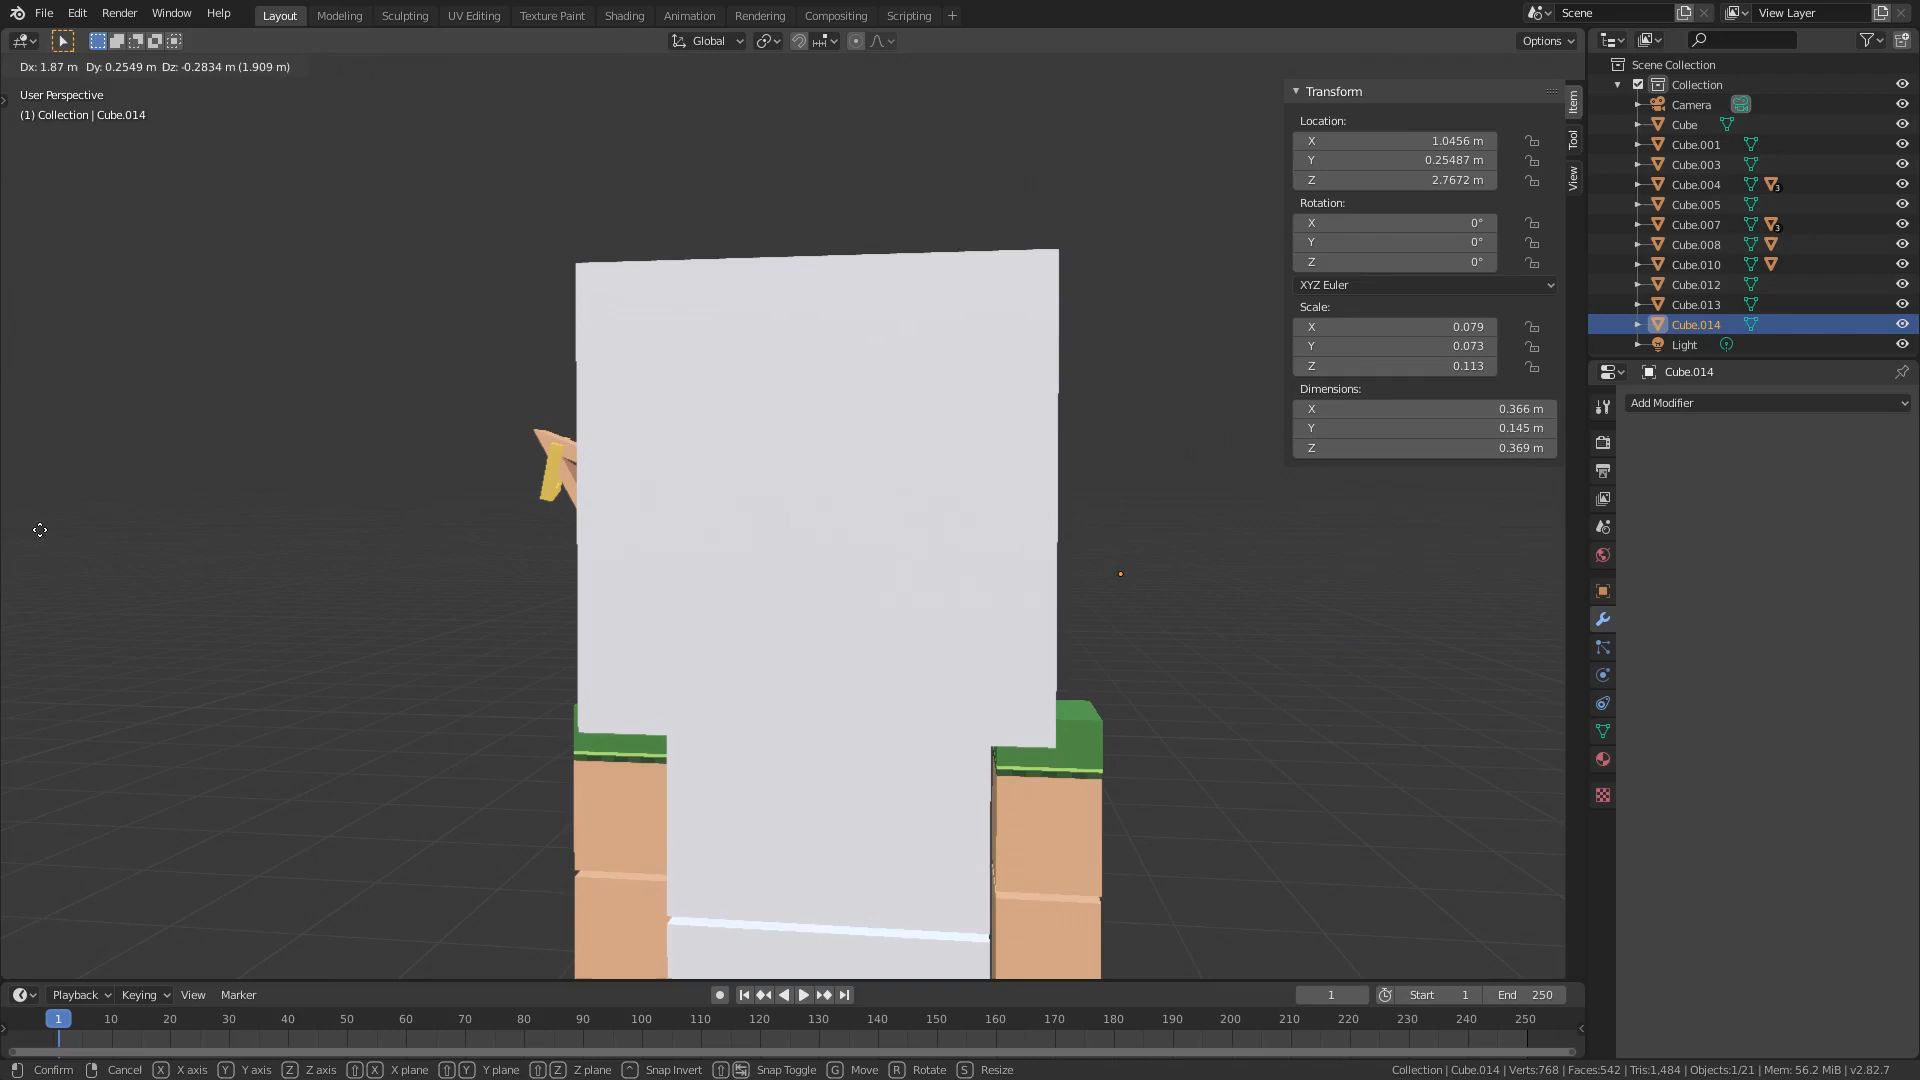 File Edit Render Window Help
Layout Modeling Sculpting UV Editing Texture Paint Shading Animation Rendering Compositing Scripting +
Scene View Layer
Global Options
Dx: 1.87 m Dy: 0.2549 m Dz: -0.2834 m (1.909 m)
User Perspective
(1) Collection | Cube.014
Transform
Location:
X 1.0456 m
Y 0.25487 m
Z 2.7672 m
Rotation:
X 0°
Y 0°
Z 0°
XYZ Euler
Scale:
X 0.079
Y 0.073
Z 0.113
Dimensions:
X 0.366 m
Y 0.145 m
Z 0.369 m
Item
Tool
View
Scene Collection
Collection
Camera
Cube
Cube.001
Cube.003
Cube.004 3
Cube.005
Cube.007 3
Cube.008
Cube.010
Cube.012
Cube.013
Cube.014
Light
Cube.014
Add Modifier
Playback Keying View Marker
1 Start 1 End 250
1 10 20 30 40 50 60 70 80 90 100 110 120 130 140 150 160 170 180 190 200 210 220 230 240 250
Confirm Cancel X X axis Y Y axis Z Z axis X X plane Y Y plane Z Z plane ^ Snap Invert Snap Toggle G Move R Rotate S Resize
Collection | Cube.014 | Verts:768 | Faces:542 | Tris:1,484 | Objects:1/21 | Mem: 56.2 MiB | v2.82.7